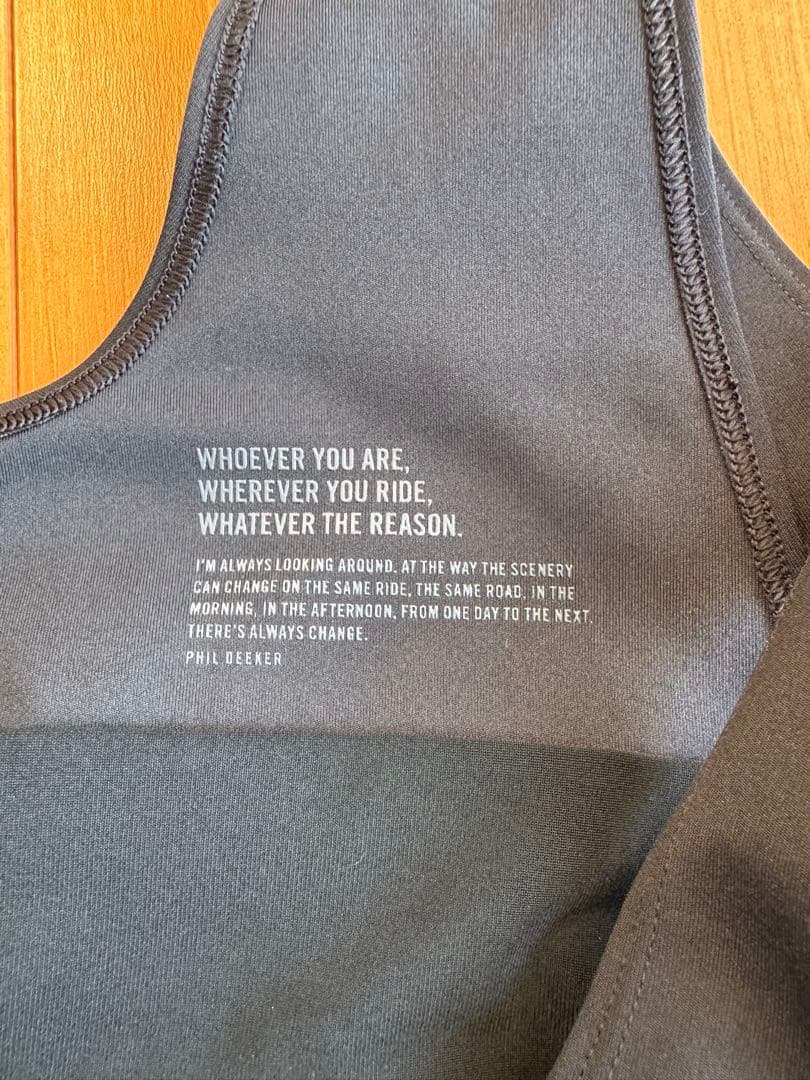 WHOEVER YOU ARE,
WHEREVER YOU RIDE,
WHATEVER THE REASON.
I'M ALWAYS LOOKING AROUND. AT THE WAY THE SCENERY
CAN CHANGE ON THE SAME RIDE, THE SAME ROAD, IN THE
MORNING, IN THE AFTERNOON, FROM ONE DAY TO THE NEXT.
THERE'S ALWAYS CHANGE.
PHIL DEEKER